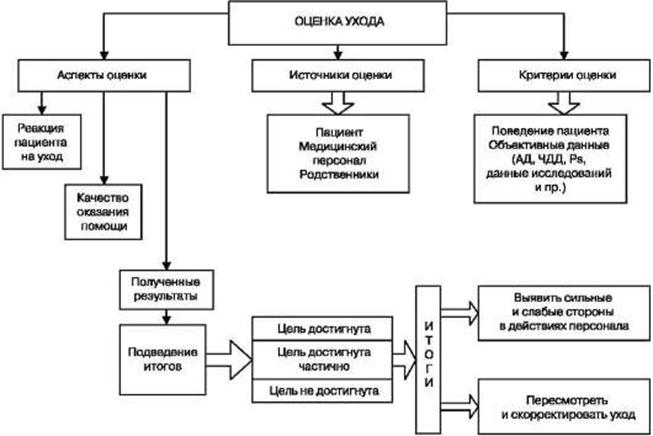 ОЦЕНКА УХОДА
Аспекты оценки
Источники оценки
Критерии оценки
Реакция
пациента
на уход
Пациент
Медицинский
персонал
Родственники
Поведение пациента
Объективные данные
(АД, ЧДД, Ps,
данные исследований
и пр.)
Качество
оказания
помощи
Полученные
результаты
Подведение
итогов
Цель достигнута
Цель достигнута
частично
Цель не достигнута
ИТОГИ
Выявить сильные
и слабые стороны
в действиях персонала
Пересмотреть
и скорректировать уход